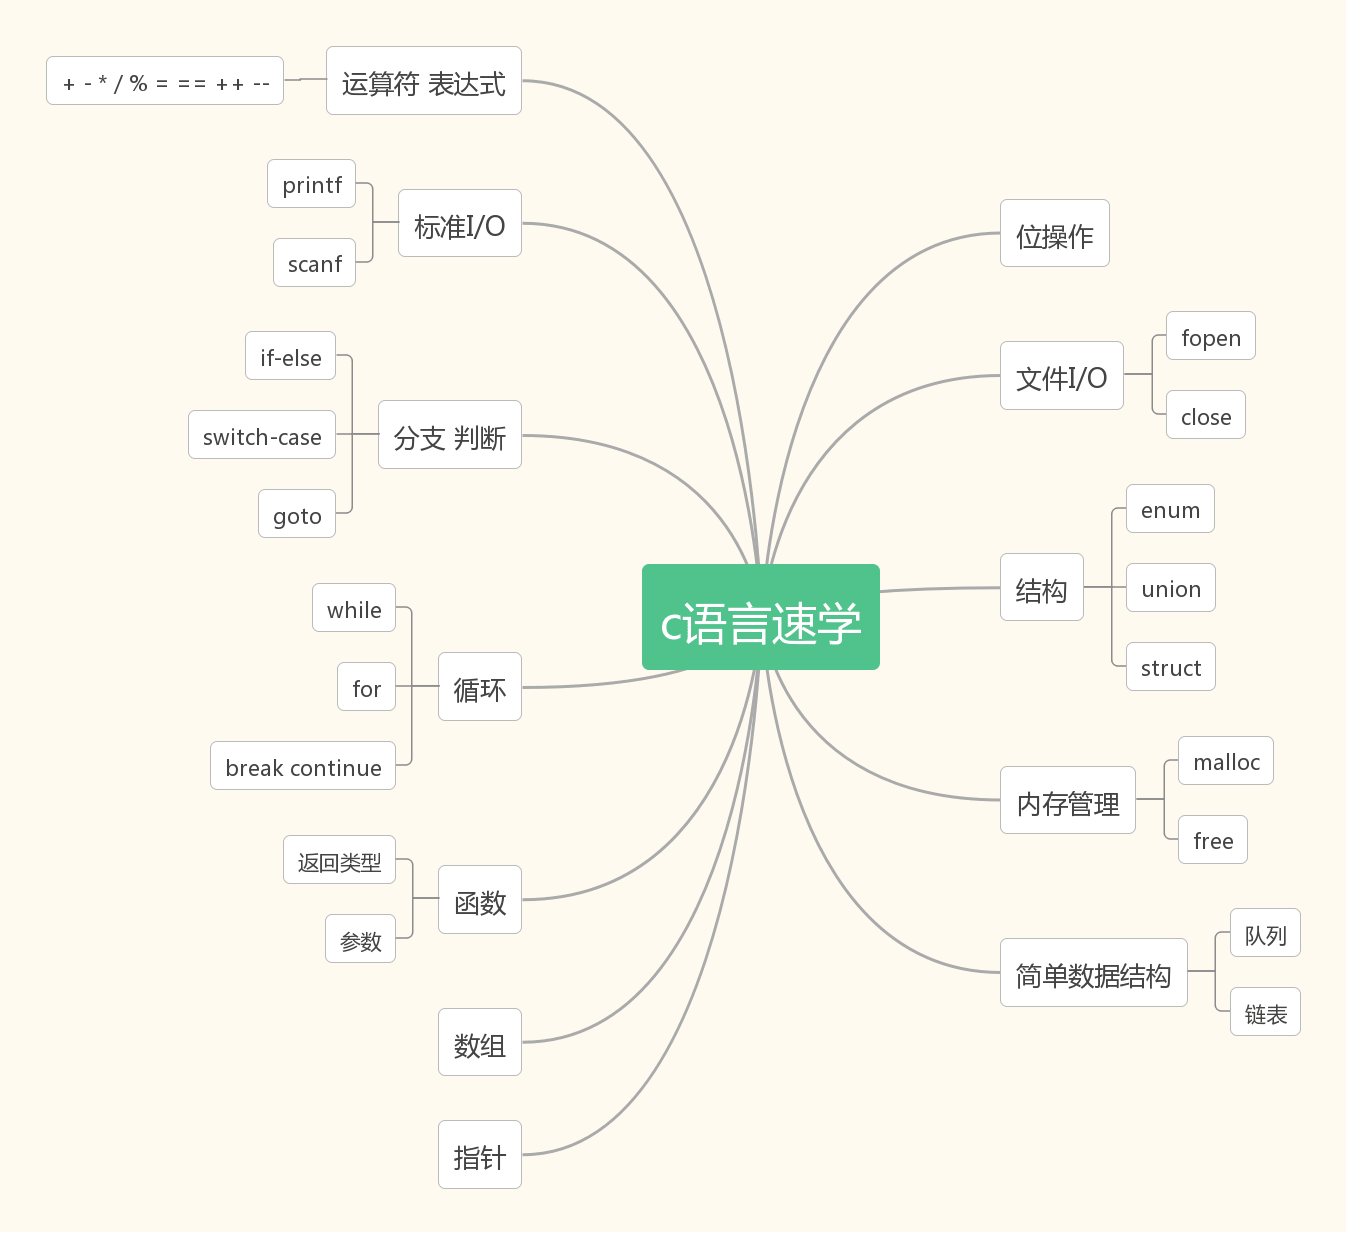 c语言速学
运算符 表达式
+ - * / % = == ++ --
标准I/O
printf
scanf
分支 判断
if-else
switch-case
goto
循环
while
for
break continue
函数
返回类型
参数
数组
指针
位操作
文件I/O
fopen
close
结构
enum
union
struct
内存管理
malloc
free
简单数据结构
队列
链表